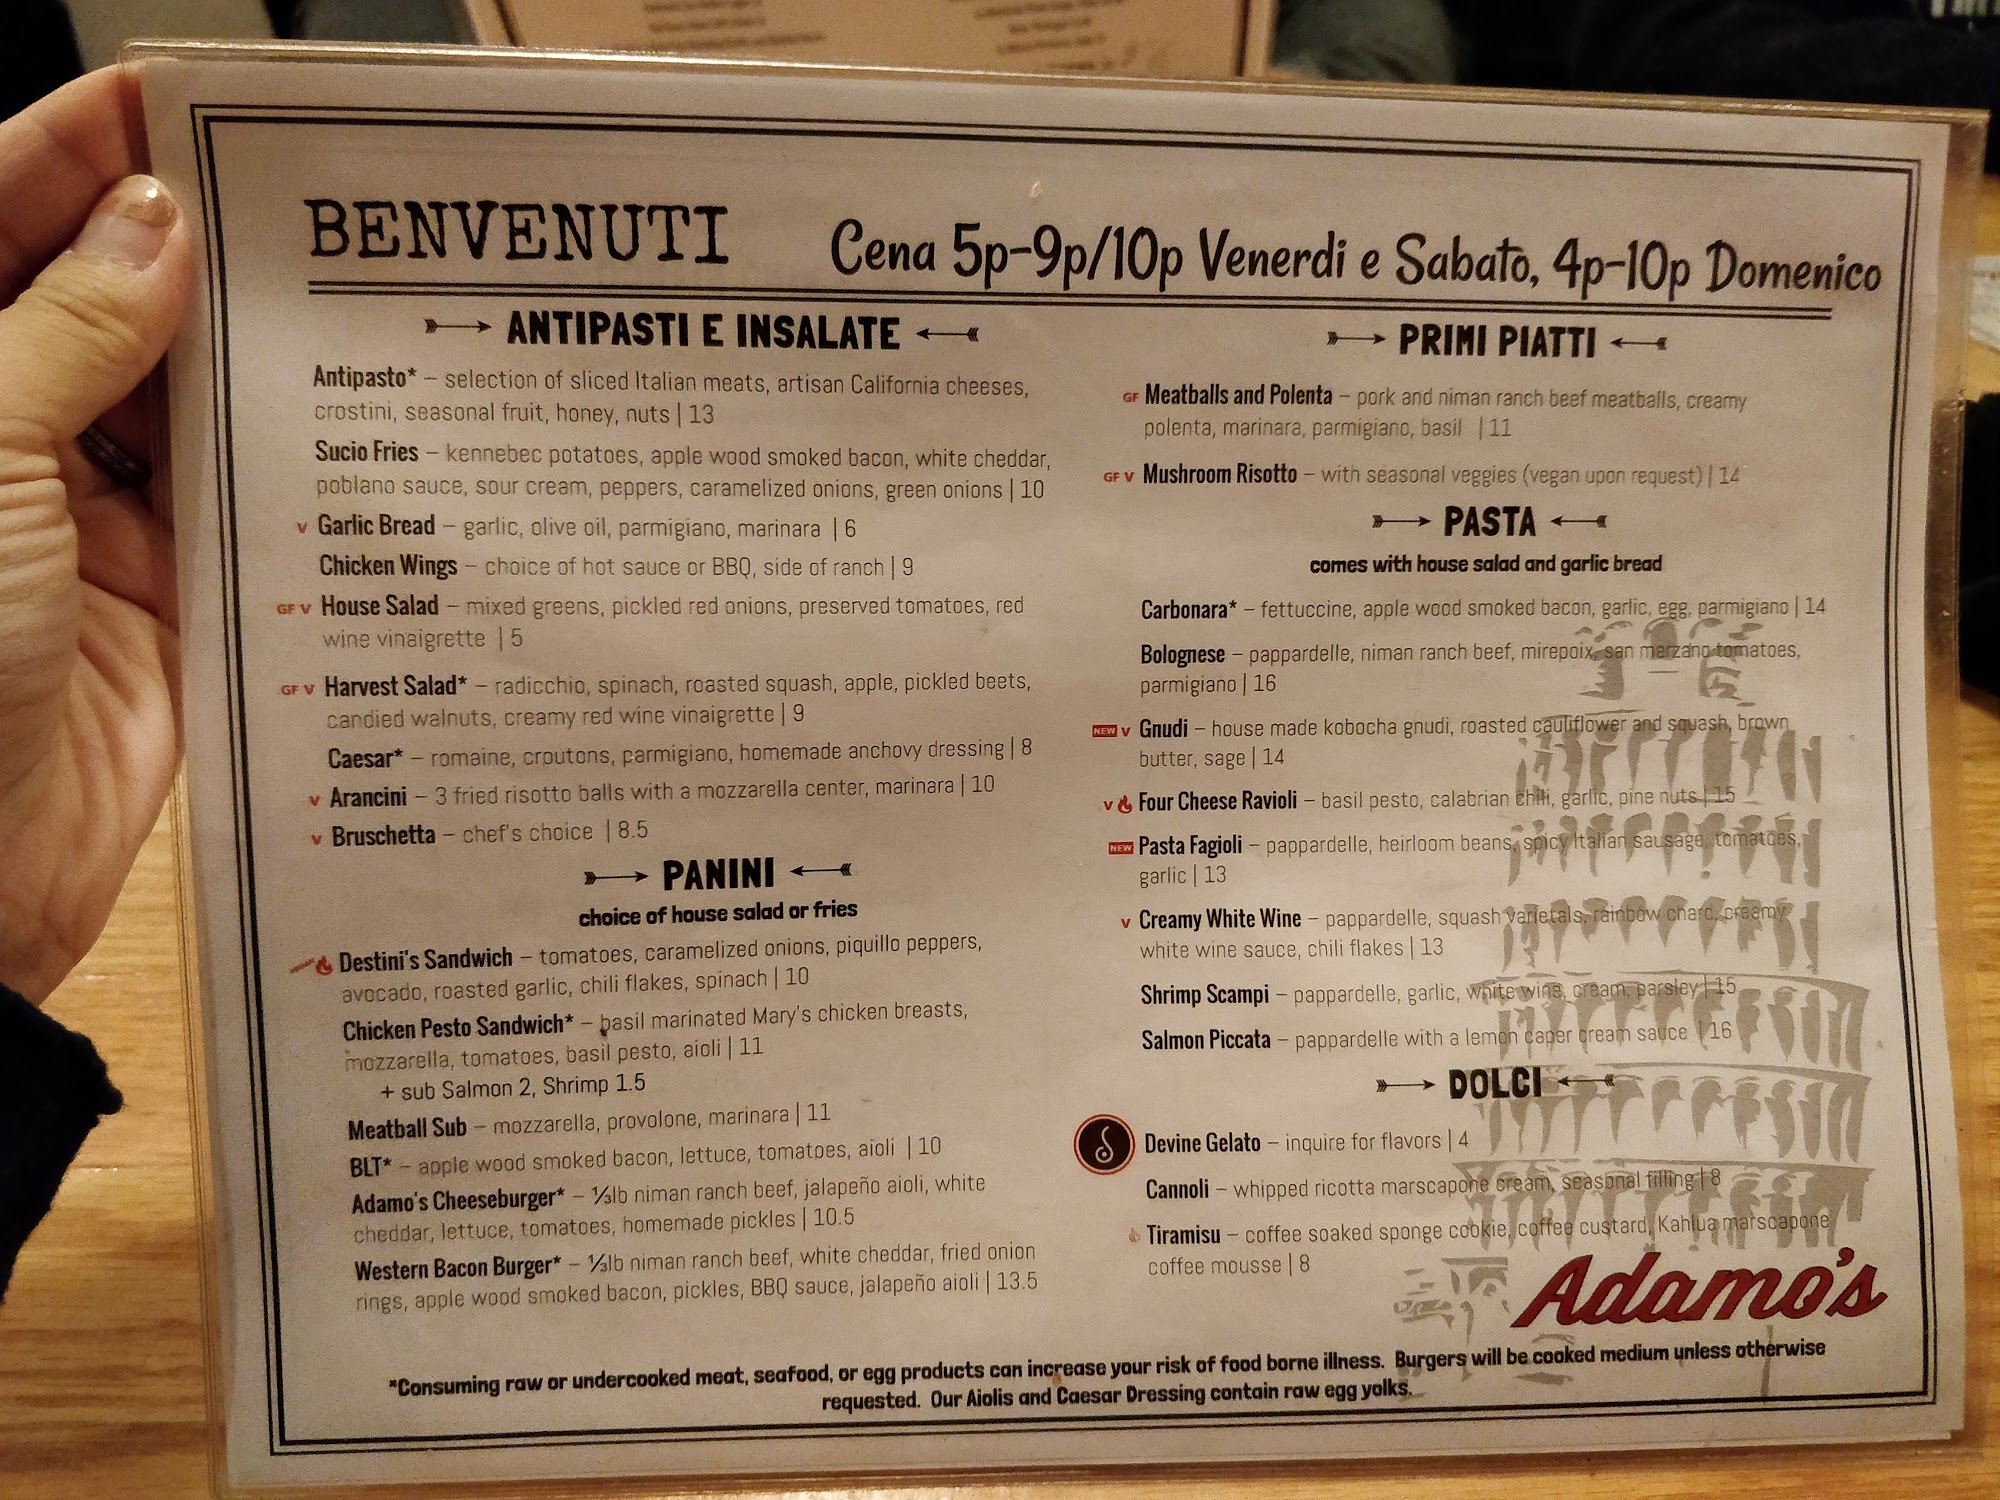 BENVENUTI
Cena 5p-9p/10p Venerdi e Sabato, 4p-10p Domenico
ANTIPASTI E INSALATE
Antipasto* – selection of sliced Italian meats, artisan California cheeses,
crostini, seasonal fruit, honey, nuts | 13
Sucio Fries – kennebec potatoes, apple wood smoked bacon, white cheddar,
poblano sauce, sour cream, peppers, caramelized onions, green onions | 10
V Garlic Bread – garlic, olive oil, parmigiano, marinara | 6
Chicken Wings – choice of hot sauce or BBQ, side of ranch | 9
GF V House Salad – mixed greens, pickled red onions, preserved tomatoes, red
wine vinaigrette | 5
GF V Harvest Salad* – radicchio, spinach, roasted squash, apple, pickled beets,
candied walnuts, creamy red wine vinaigrette | 9
Caesar* – romaine, croutons, parmigiano, homemade anchovy dressing | 8
V Arancini – 3 fried risotto balls with a mozzarella center, marinara | 10
V Bruschetta – chef's choice | 8.5
PANINI
choice of house salad or fries
Destini's Sandwich – tomatoes, caramelized onions, piquillo peppers,
avocado, roasted garlic, chili flakes, spinach | 10
Chicken Pesto Sandwich* – basil marinated Mary's chicken breasts,
mozzarella, tomatoes, basil pesto, aioli | 11
+ sub Salmon 2, Shrimp 1.5
Meatball Sub – mozzarella, provolone, marinara | 11
BLT* – apple wood smoked bacon, lettuce, tomatoes, aioli | 10
Adamo's Cheeseburger* – ⅓lb niman ranch beef, jalapeño aioli, white
cheddar, lettuce, tomatoes, homemade pickles | 10.5
Western Bacon Burger* – ⅓lb niman ranch beef, white cheddar, fried onion
rings, apple wood smoked bacon, pickles, BBQ sauce, jalapeño aioli | 13.5
PRIMI PIATTI
GF Meatballs and Polenta – pork and niman ranch beef meatballs, creamy
polenta, marinara, parmigiano, basil | 11
GF V Mushroom Risotto – with seasonal veggies (vegan upon request) | 14
PASTA
comes with house salad and garlic bread
Carbonara* – fettuccine, apple wood smoked bacon, garlic, egg, parmigiano | 14
Bolognese – pappardelle, niman ranch beef, mirepoix, san merzano tomatoes,
parmigiano | 16
NEW V Gnudi – house made kobocha gnudi, roasted cauliflower and squash, brown
butter, sage | 14
V Four Cheese Ravioli – basil pesto, calabrian chili, garlic, pine nuts | 15
NEW Pasta Fagioli – pappardelle, heirloom beans, spicy Italian sausage, tomatoes,
garlic | 13
V Creamy White Wine – pappardelle, squash varietals, rainbow chard, creamy
white wine sauce, chili flakes | 13
Shrimp Scampi – pappardelle, garlic, white wine, cream, parsley | 15
Salmon Piccata – pappardelle with a lemon caper cream sauce | 16
DOLCI
Devine Gelato – inquire for flavors | 4
Cannoli – whipped ricotta marscapone cream, seasonal filling | 8
Tiramisu – coffee soaked sponge cookie, coffee custard, Kahlua marscapone
coffee mousse | 8
Adamo's
*Consuming raw or undercooked meat, seafood, or egg products can increase your risk of food borne illness. Burgers will be cooked medium unless otherwise
requested. Our Aiolis and Caesar Dressing contain raw egg yolks.